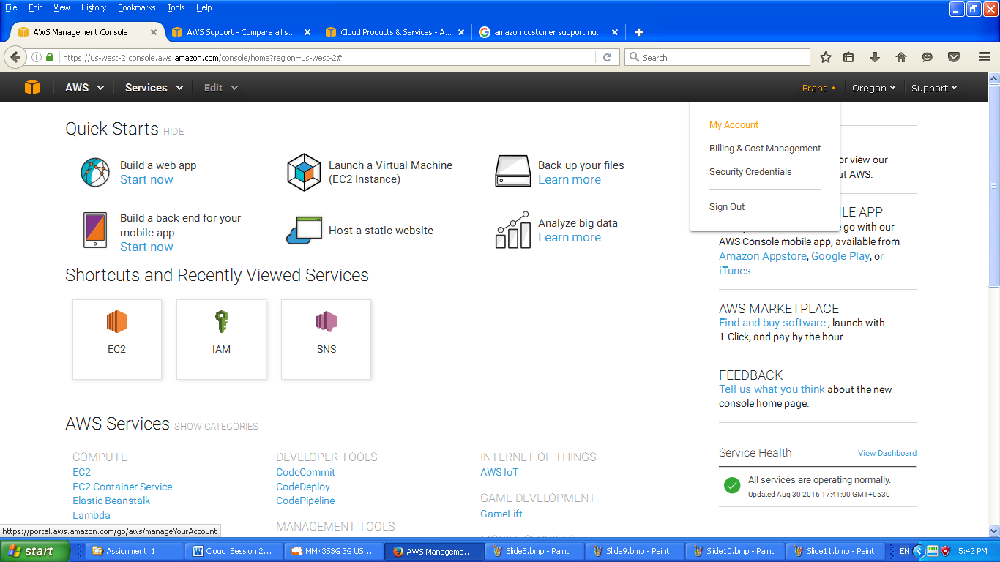 File Edit View History Bookmarks Tools Help
AWS Management Console
AWS Support - Compare all s...
Cloud Products & Services - A...
amazon customer support nu...
https://us-west-2.console.aws.amazon.com/console/home?region=us-west-2#
Search
AWS Services Edit
Franc Oregon Support
My Account
Billing & Cost Management
Security Credentials
Sign Out
Quick Starts HIDE
Build a web app
Start now
Launch a Virtual Machine
(EC2 Instance)
Back up your files
Learn more
Build a back end for your
mobile app
Start now
Host a static website
Analyze big data
Learn more
Shortcuts and Recently Viewed Services
EC2
IAM
SNS
AWS Services SHOW CATEGORIES
COMPUTE
EC2
EC2 Container Service
Elastic Beanstalk
Lambda
DEVELOPER TOOLS
CodeCommit
CodeDeploy
CodePipeline
MANAGEMENT TOOLS
INTERNET OF THINGS
AWS IoT
GAME DEVELOPMENT
GameLift
or view our
AWS.
APP
go with our
AWS Console mobile app, available from
Amazon Appstore, Google Play, or
iTunes.
AWS MARKETPLACE
Find and buy software , launch with
1-Click, and pay by the hour.
FEEDBACK
Tell us what you think about the new
console home page.
Service Health View Dashboard
All services are operating normally.
Updated Aug 30 2016 17:41:00 GMT+0530
https://portal.aws.amazon.com/gp/aws/manageYourAccount
start
Assignment_1
Cloud_Session 2...
MMX353G 3G US...
AWS Manageme...
Slide8.bmp - Paint
Slide9.bmp - Paint
Slide10.bmp - Paint
Slide11.bmp - Paint
EN
5:42 PM